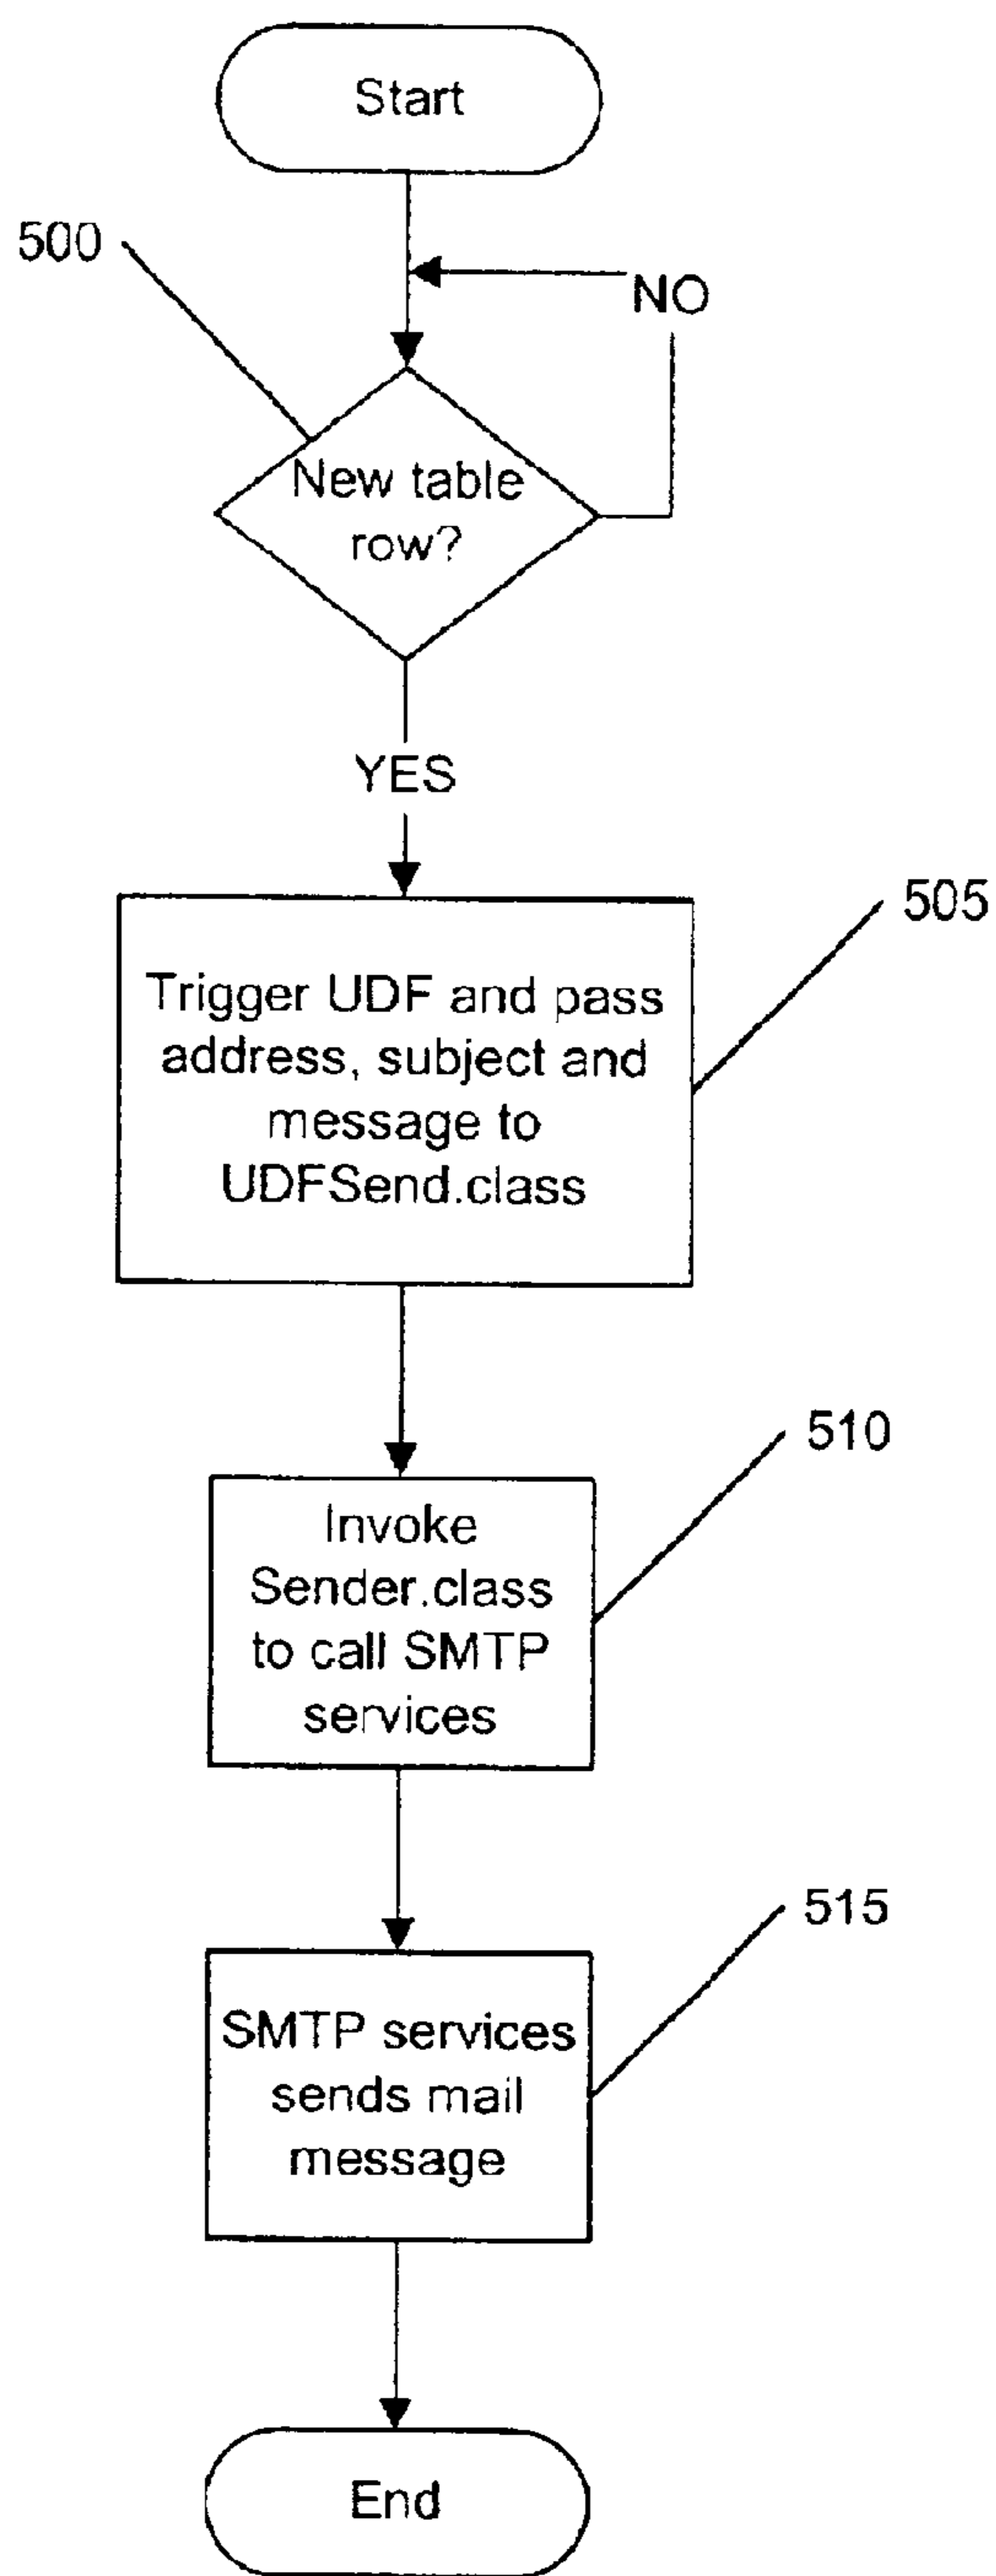 Start
500
NO
New table
row?
YES
505
Trigger UDF and pass
address, subject and
message to
UDFSend.class
510
Invoke
Sender.class
to call SMTP
services
515
SMTP services
sends mail
message
End